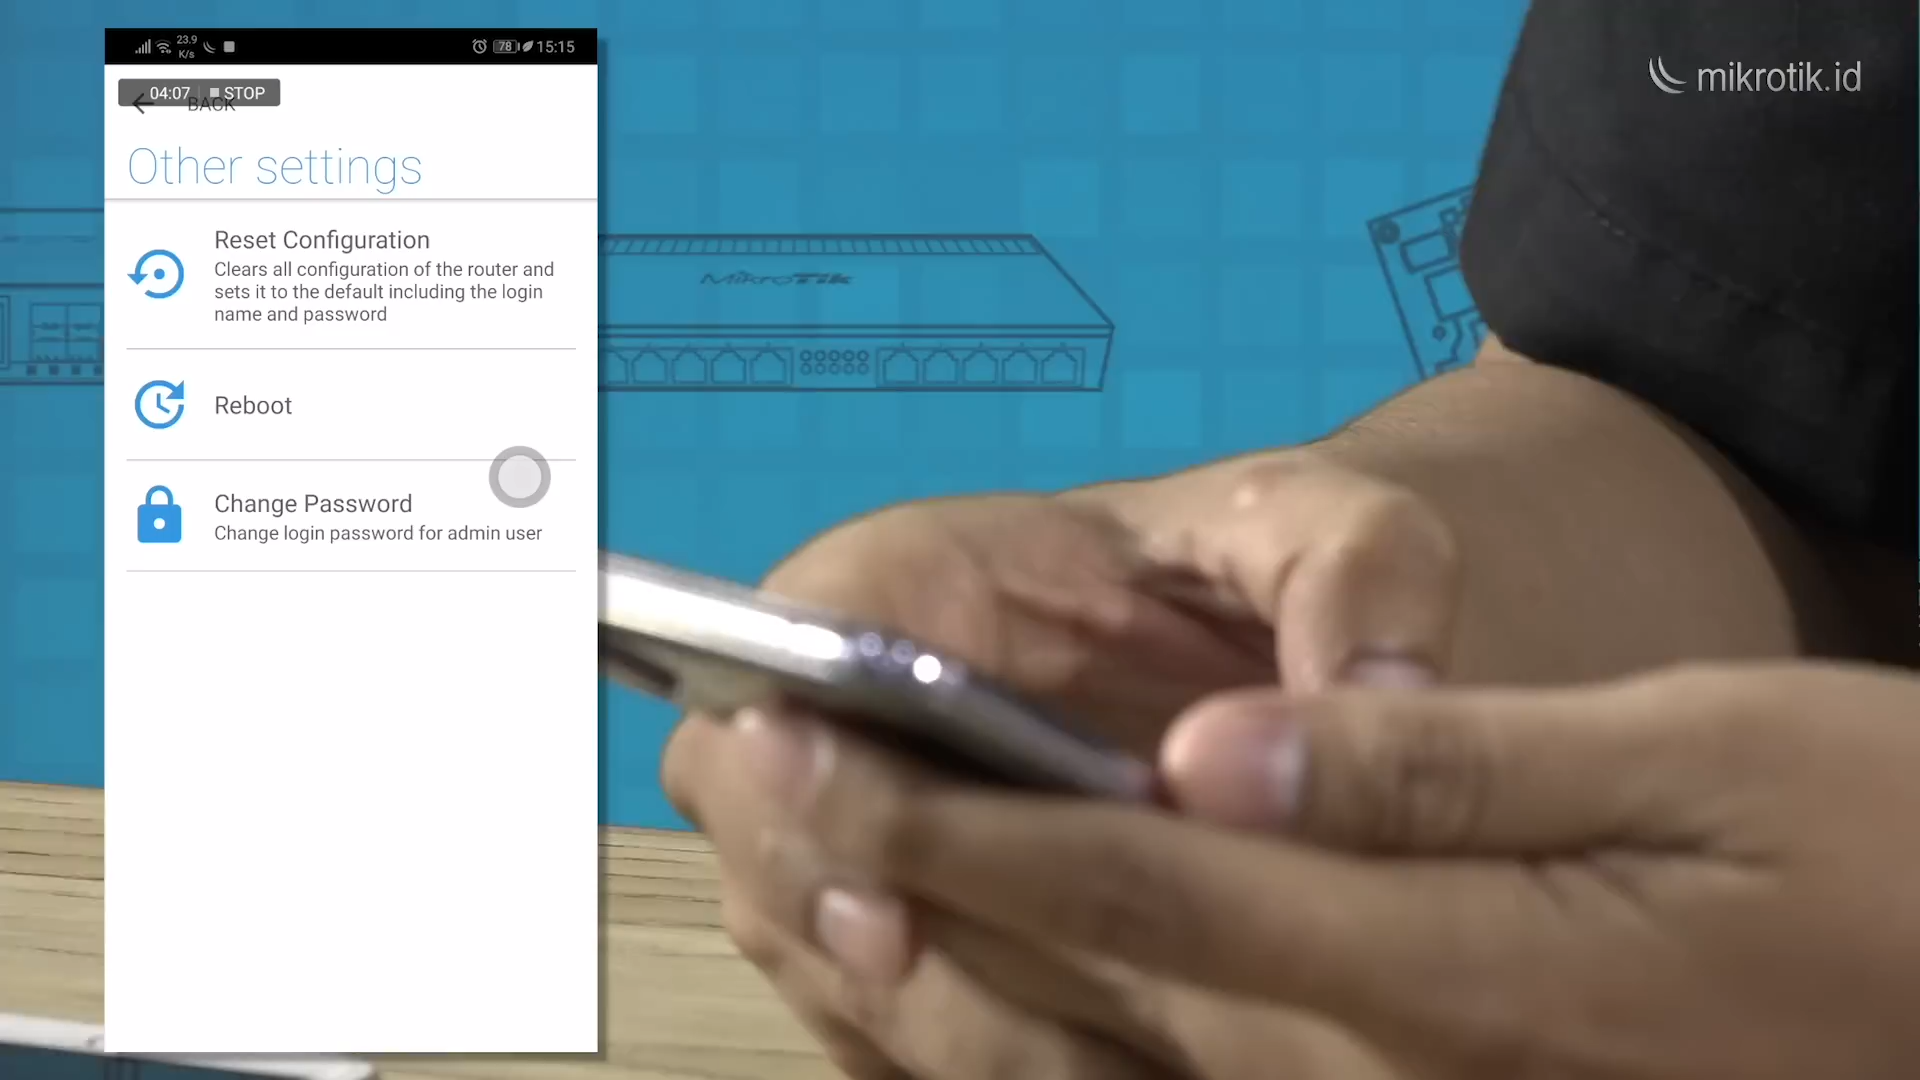 23.9
K/s
78
15:15
04:07
STOP
BACK
Other settings
Reset Configuration
Clears all configuration of the router and
sets it to the default including the login
name and password
Reboot
Change Password
Change login password for admin user
MikroTik
mikrotik.id